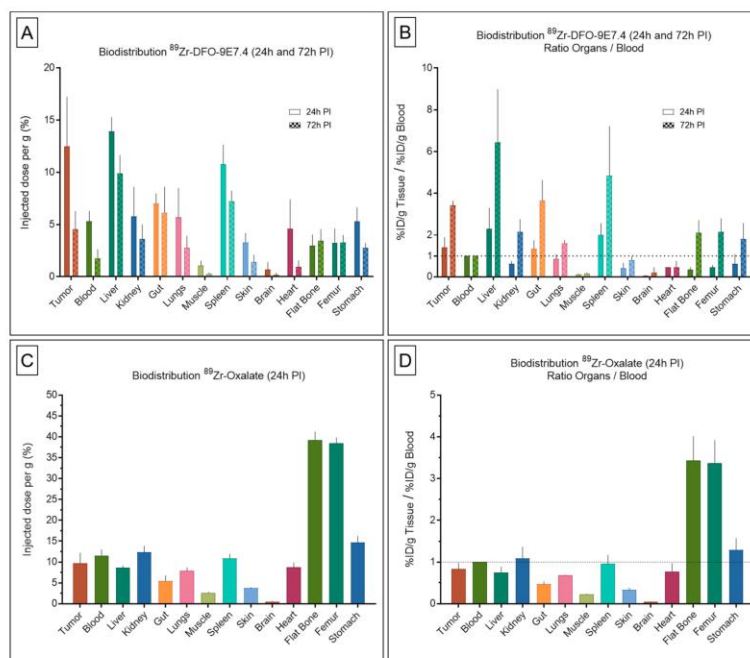 A
Biodistribution ⁸⁹Zr-DFO-9E7.4 (24h and 72h PI)
Injected dose per g (%)
20
15
10
5
0
24h PI
72h PI
Tumor
Blood
Liver
Kidney
Gut
Lungs
Muscle
Spleen
Skin
Brain
Heart
Flat Bone
Femur
Stomach
B
Biodistribution ⁸⁹Zr-DFO-9E7.4 (24h and 72h PI)
Ratio Organs / Blood
%ID/g Tissue / %ID/g Blood
10
8
6
4
2
1
0
24h PI
72h PI
Tumor
Blood
Liver
Kidney
Gut
Lungs
Muscle
Spleen
Skin
Brain
Heart
Flat Bone
Femur
Stomach
C
Biodistribution ⁸⁹Zr-Oxalate (24h PI)
Injected dose per g (%)
50
45
40
35
30
25
20
15
10
5
0
Tumor
Blood
Liver
Kidney
Gut
Lungs
Muscle
Spleen
Skin
Brain
Heart
Flat Bone
Femur
Stomach
D
Biodistribution ⁸⁹Zr-Oxalate (24h PI)
Ratio Organs / Blood
%ID/g Tissue / %ID/g Blood
5
4
3
2
1
0
Tumor
Blood
Liver
Kidney
Gut
Lungs
Muscle
Spleen
Skin
Brain
Heart
Flat Bone
Femur
Stomach